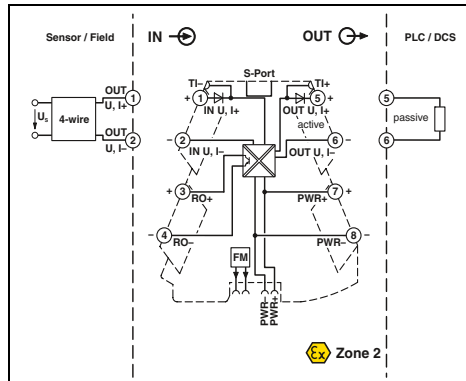 Sensor / Field
IN
OUT
PLC / DCS
S-Port
TI–
TI+
OUT
U, I+
1
+
1
IN U, I+
OUT U, I+
5
+
5
Us
4-wire
active
passive
OUT
U, I–
2
–
2
IN U, I–
OUT U, I–
6
–
6
+
3
RO+
PWR+
7
+
–
4
RO–
PWR–
8
–
FM
PWR–
PWR+
Ex
Zone 2